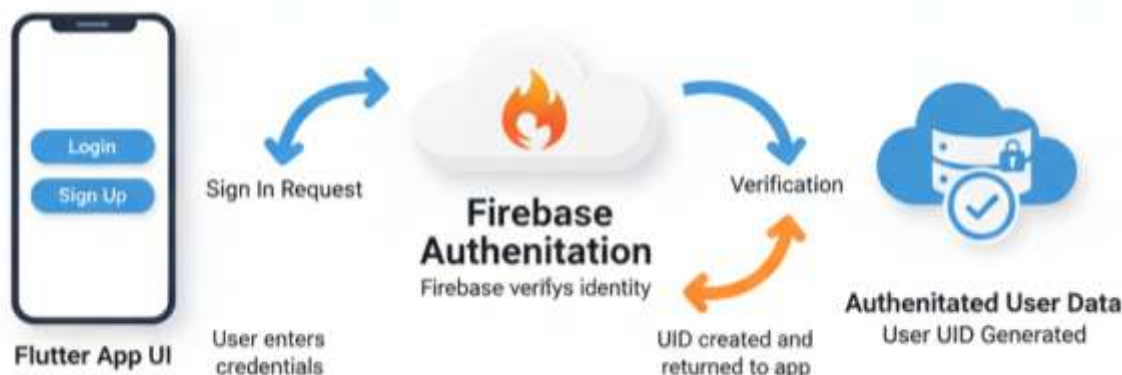 Login
Sign Up
Flutter App UI
Sign In Request
User enters
credentials
Firebase
Authenitation
Firebase verifys identity
Verification
UID created and
returned to app
Authenitated User Data
User UID Generated